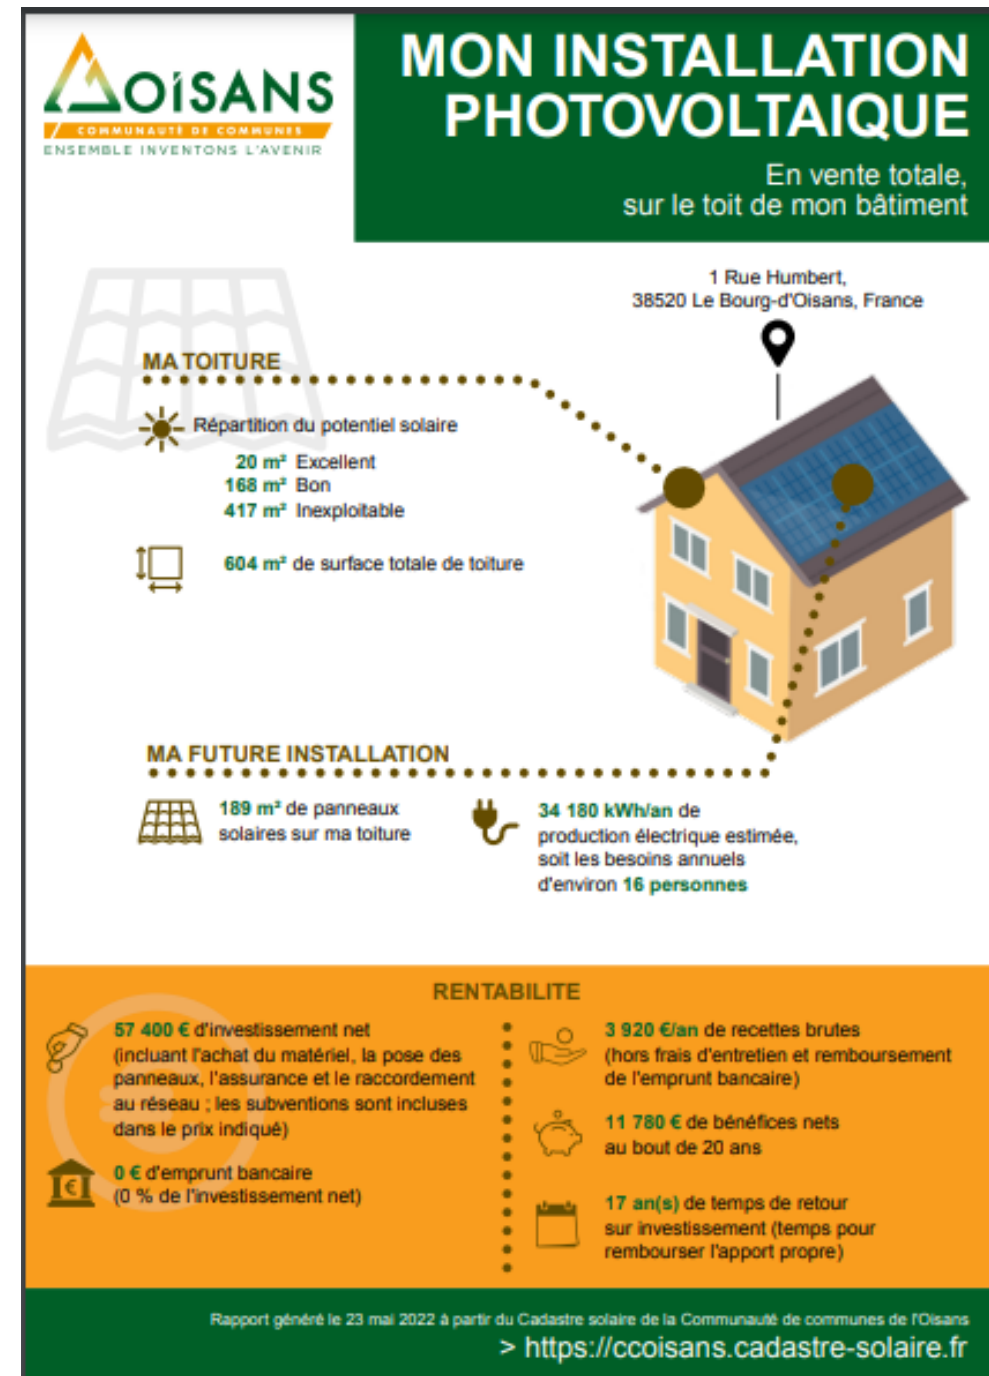 OISANS
COMMUNAUTÉ DE COMMUNES
ENSEMBLE INVENTONS L'AVENIR
MON INSTALLATION
PHOTOVOLTAIQUE
En vente totale,
sur le toit de mon bâtiment
1 Rue Humbert,
38520 Le Bourg-d'Oisans, France
MA TOITURE
Répartition du potentiel solaire
20 m² Excellent
168 m² Bon
417 m² Inexploitable
604 m² de surface totale de toiture
MA FUTURE INSTALLATION
189 m² de panneaux
solaires sur ma toiture
34 180 kWh/an de
production électrique estimée,
soit les besoins annuels
d'environ 16 personnes
RENTABILITE
57 400 € d'investissement net
(incluant l'achat du matériel, la pose des
panneaux, l'assurance et le raccordement
au réseau ; les subventions sont incluses
dans le prix indiqué)
0 € d'emprunt bancaire
(0 % de l'investissement net)
3 920 €/an de recettes brutes
(hors frais d'entretien et remboursement
de l'emprunt bancaire)
11 780 € de bénéfices nets
au bout de 20 ans
17 an(s) de temps de retour
sur investissement (temps pour
rembourser l'apport propre)
Rapport généré le 23 mai 2022 à partir du Cadastre solaire de la Communauté de communes de l'Oisans
> https://ccoisans.cadastre-solaire.fr